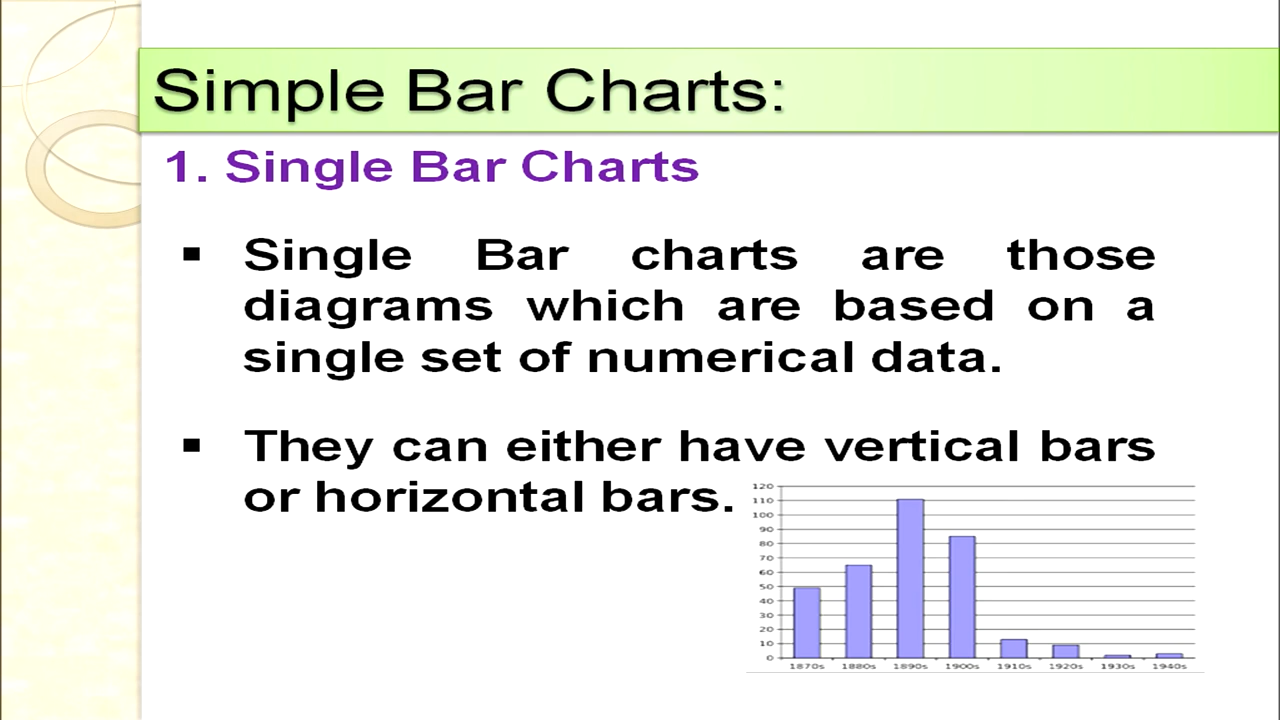 Simple Bar Charts:
1. Single Bar Charts
▪ Single Bar charts are those
diagrams which are based on a
single set of numerical data.
▪ They can either have vertical bars
or horizontal bars.
120
110
100
90
80
70
60
50
40
30
20
10
0
1870s 1880s 1890s 1900s 1910s 1920s 1930s 1940s